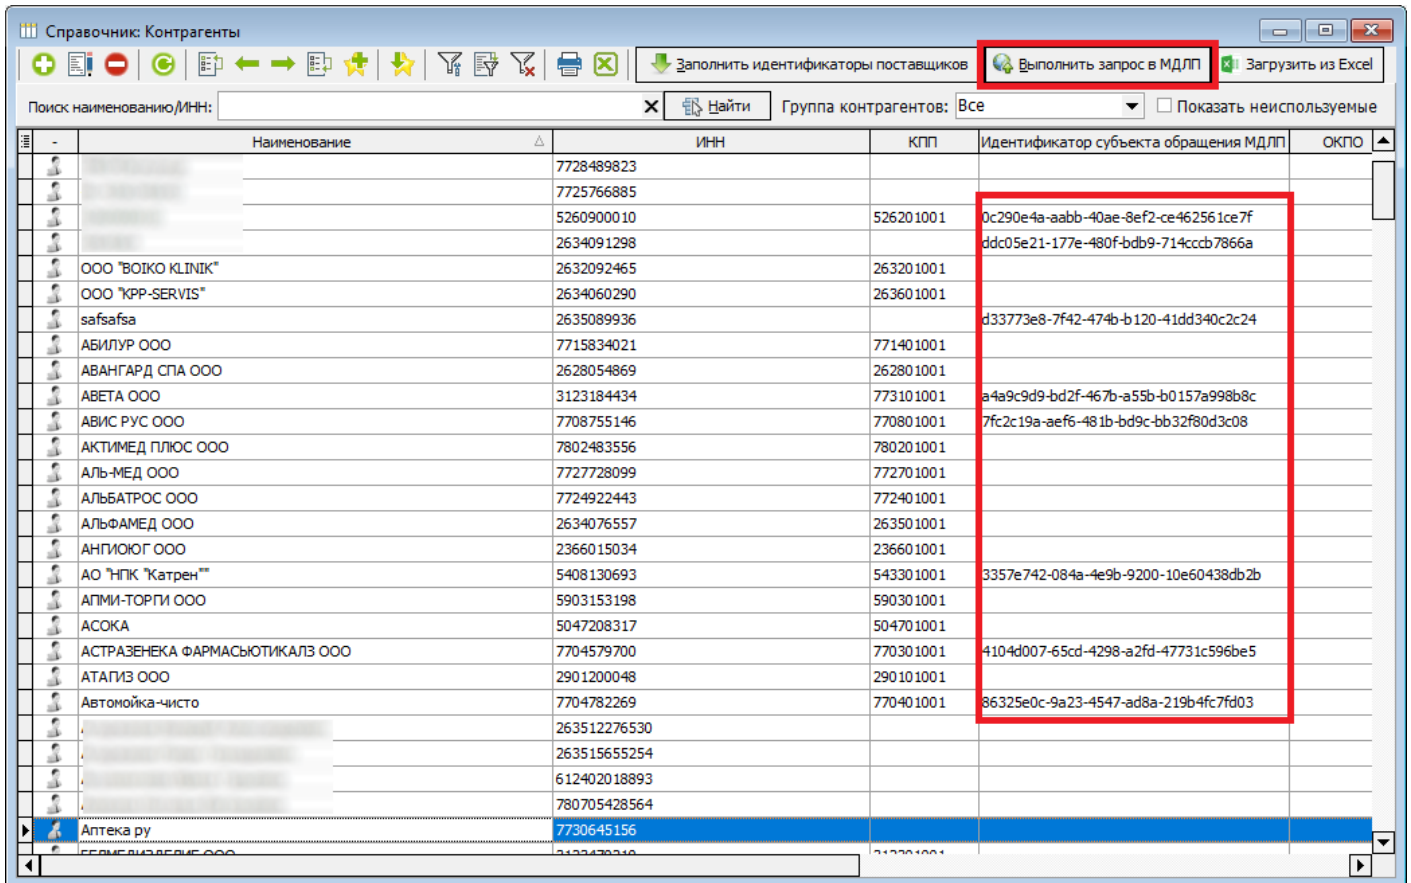 Справочник: Контрагенты
Заполнить идентификаторы поставщиков Выполнить запрос в МДЛП Загрузить из Excel
Поиск наименованию/ИНН: Найти Группа контрагентов: Все Показать неиспользуемые
- Наименование ИНН КПП Идентификатор субъекта обращения МДЛП ОКПО
7728489823
7725766885
5260900010 526201001 0c290e4a-aabb-40ae-8ef2-ce462561ce7f
2634091298 ddc05e21-177e-480f-bdb9-714cccb7866a
ООО "BOIKO KLINIK" 2632092465 263201001
ООО "KPP-SERVIS" 2634060290 263601001
safsafsa 2635089936 d33773e8-7f42-474b-b120-41dd340c2c24
АБИЛУР ООО 7715834021 771401001
АВАНГАРД СПА ООО 2628054869 262801001
АВЕТА ООО 3123184434 773101001 a4a9c9d9-bd2f-467b-a55b-b0157a998b8c
АВИС РУС ООО 7708755146 770801001 7fc2c19a-aef6-481b-bd9c-bb32f80d3c08
АКТИМЕД ПЛЮС ООО 7802483556 780201001
АЛЬ-МЕД ООО 7727728099 772701001
АЛЬБАТРОС ООО 7724922443 772401001
АЛЬФАМЕД ООО 2634076557 263501001
АНГИОЮГ ООО 2366015034 236601001
АО "НПК "Катрен"" 5408130693 543301001 3357e742-084a-4e9b-9200-10e60438db2b
АПМИ-ТОРГИ ООО 5903153198 590301001
АСОКА 5047208317 504701001
АСТРАЗЕНЕКА ФАРМАСЬЮТИКАЛЗ ООО 7704579700 770301001 4104d007-65cd-4298-a2fd-47731c596be5
АТАГИЗ ООО 2901200048 290101001
Автомойка-чисто 7704782269 770401001 86325e0c-9a23-4547-ad8a-219b4fc7fd03
263512276530
263515655254
612402018893
780705428564
Аптека ру 7730645156